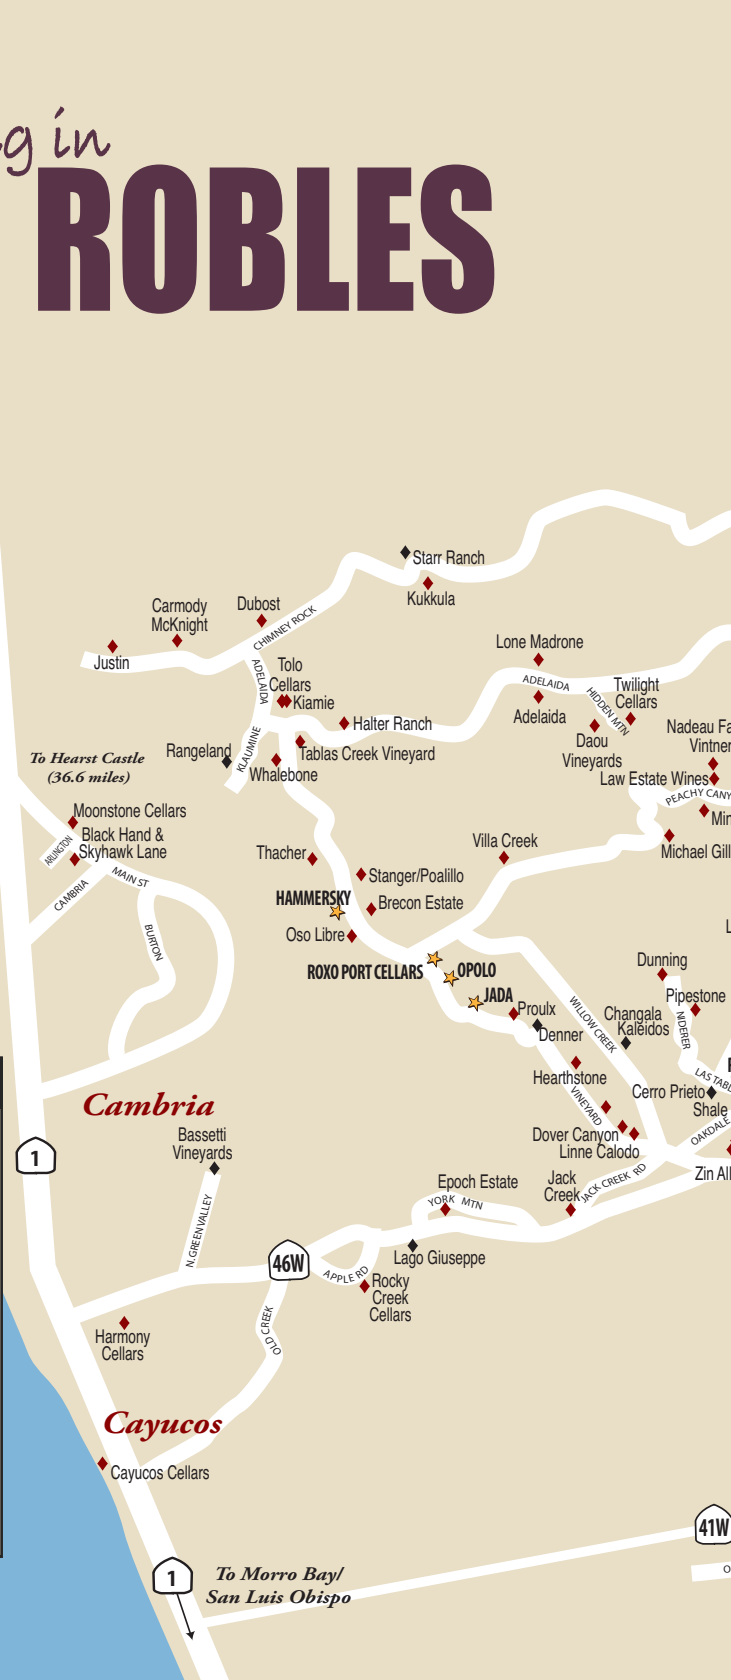 g in
ROBLES
Starr Ranch
Kukkula
Carmody
McKnight
Dubost
CHIMNEY ROCK
Justin
ADELAIDA
Tolo
Cellars
Kiamie
Lone Madrone
ADELAIDA
Adelaida
HIDDEN MTN
Twilight
Cellars
Halter Ranch
Daou
Vineyards
Nadeau Fa
Vintner
Rangeland
KLAUMINE
Tablas Creek Vineyard
Whalebone
Law Estate Wines
PEACHY CANY
To Hearst Castle
(36.6 miles)
Moonstone Cellars
Black Hand &
Skyhawk Lane
ARLINGTON
CAMBRIA
MAIN ST
BURTON
Min
Michael Gill
Villa Creek
Thacher
Stanger/Poalillo
HAMMERSKY
Brecon Estate
Oso Libre
ROXO PORT CELLARS
OPOLO
JADA
Proulx
Denner
WILLOW CREEK
Dunning
Pipestone
NIDERER
Changala
Kaleidos
Hearthstone
VINEYARD
LAS TABL
Cerro Prieto
Shale
OAKDALE
Dover Canyon
Linne Calodo
Zin All
Cambria
1
Bassetti
Vineyards
N.GREEN VALLEY
Epoch Estate
YORK MTN
Jack
Creek
JACK CREEK RD
46W
Lago Giuseppe
APPLE RD
Rocky
Creek
Cellars
OLD CREEK
Harmony
Cellars
Cayucos
Cayucos Cellars
41W
1
To Morro Bay/
San Luis Obispo